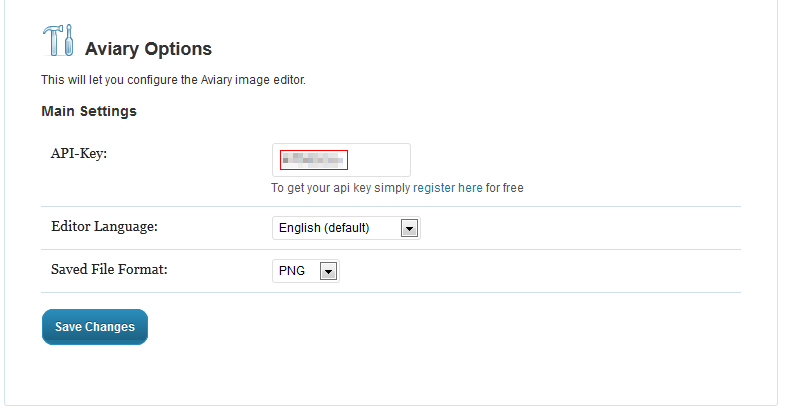 Aviary Options
This will let you configure the Aviary image editor.
Main Settings
API-Key:
To get your api key simply register here for free
Editor Language: English (default)
Saved File Format: PNG
Save Changes